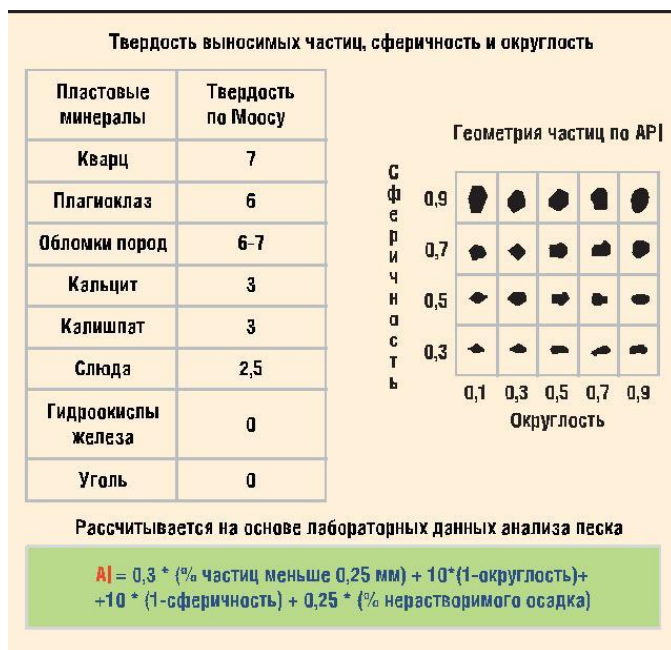 Твердость выносимых частиц, сферичность и округлость
Пластовые минералы
Твердость по Моосу
Кварц 7
Плагиоклаз 6
Обломки пород 6-7
Кальцит 3
Калишпат 3
Слюда 2,5
Гидроокислы железа 0
Уголь 0
Геометрия частиц по API
Сферичность
0,9
0,7
0,5
0,3
0,1 0,3 0,5 0,7 0,9
Округлость
Рассчитывается на основе лабораторных данных анализа песка
AI = 0,3 * (% частиц меньше 0,25 мм) + 10*(1-округлость)+
+10 * (1-сферичность) + 0,25 * (% нерастворимого осадка)